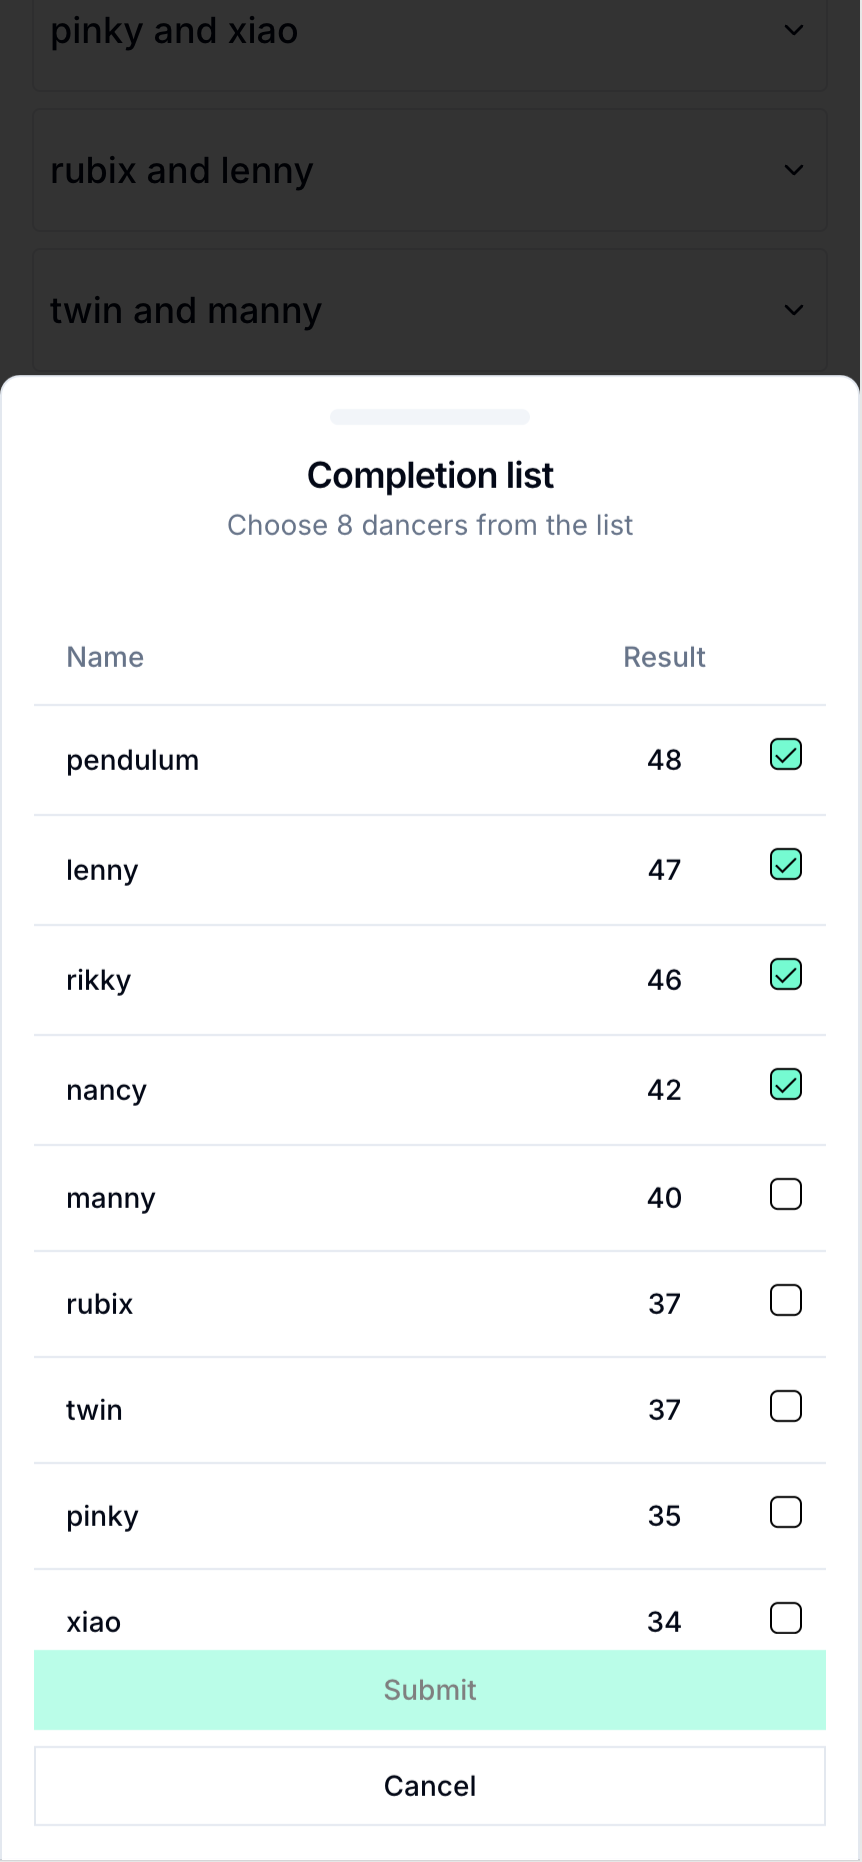 pinky and xiao
rubix and lenny
twin and manny
Completion list
Choose 8 dancers from the list
Name Result
pendulum 48
lenny 47
rikky 46
nancy 42
manny 40
rubix 37
twin 37
pinky 35
xiao 34
Submit
Cancel